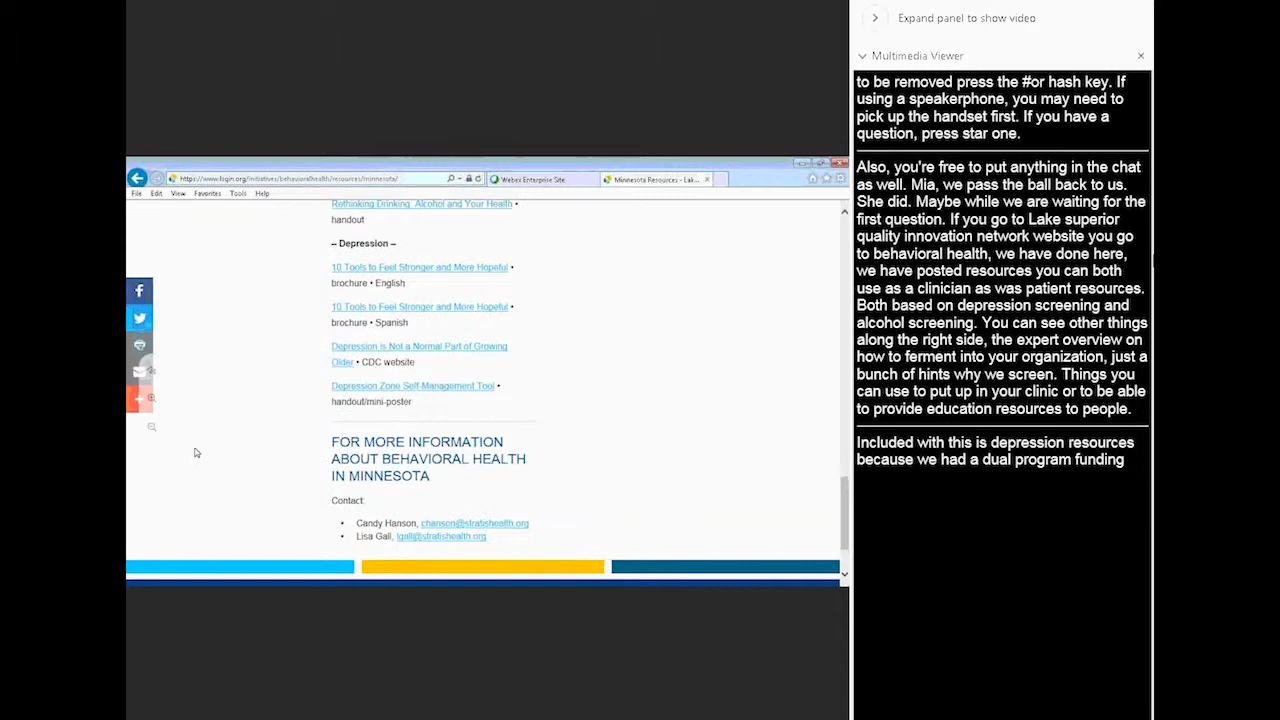 Expand panel to show video
Multimedia Viewer
to be removed press the #or hash key. If
using a speakerphone, you may need to
pick up the handset first. If you have a
question, press star one.
Also, you're free to put anything in the chat
as well. Mia, we pass the ball back to us.
She did. Maybe while we are waiting for the
first question. If you go to Lake superior
quality innovation network website you go
to behavioral health, we have done here,
we have posted resources you can both
use as a clinician as was patient resources.
Both based on depression screening and
alcohol screening. You can see other things
along the right side, the expert overview on
how to ferment into your organization, just a
bunch of hints why we screen. Things you
can use to put up in your clinic or to be able
to provide education resources to people.
Included with this is depression resources
because we had a dual program funding
https://www.lsqin.org/initiatives/behavioralhealth/resources/minnesota/
Webex Enterprise Site
Minnesota Resources - Lak...
File Edit View Favorites Tools Help
Rethinking Drinking: Alcohol and Your Health •
handout
-- Depression --
10 Tools to Feel Stronger and More Hopeful •
brochure • English
10 Tools to Feel Stronger and More Hopeful •
brochure • Spanish
Depression is Not a Normal Part of Growing
Older • CDC website
Depression Zone Self-Management Tool •
handout/mini-poster
FOR MORE INFORMATION
ABOUT BEHAVIORAL HEALTH
IN MINNESOTA
Contact:
• Candy Hanson, chanson@stratishealth.org
• Lisa Gall, lgall@stratishealth.org